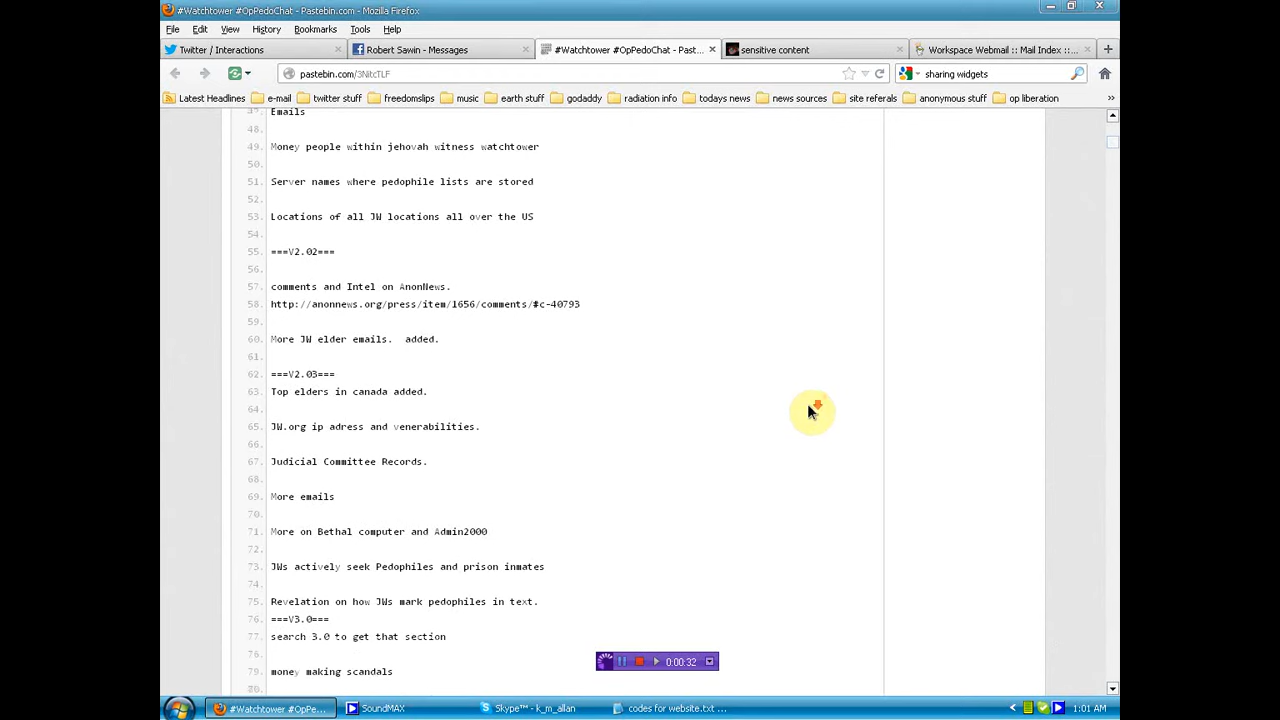 #Watchtower #OpPedoChat - Pastebin.com - Mozilla Firefox
File Edit View History Bookmarks Tools Help
Twitter / Interactions × Robert Sawin - Messages × #Watchtower #OpPedoChat - Past... × sensitive content × Workspace Webmail :: Mail Index ::... × +
pastebin.com/3NitcTLF sharing widgets
Latest Headlines e-mail twitter stuff freedomslips music earth stuff godaddy radiation info todays news news sources site referals anonymous stuff op liberation »
47. Emails
48.
49. Money people within jehovah witness watchtower
50.
51. Server names where pedophile lists are stored
52.
53. Locations of all JW locations all over the US
54.
55. ===V2.02===
56.
57. comments and Intel on AnonNews.
58. http://anonnews.org/press/item/1656/comments/#c-40793
59.
60. More JW elder emails. added.
61.
62. ===V2.03===
63. Top elders in canada added.
64.
65. JW.org ip adress and venerabilities.
66.
67. Judicial Committee Records.
68.
69. More emails
70.
71. More on Bethal computer and Admin2000
72.
73. JWs actively seek Pedophiles and prison inmates
74.
75. Revelation on how JWs mark pedophiles in text.
76. ===V3.0===
77. search 3.0 to get that section
78.
79. money making scandals
80.
0:00:32
#Watchtower #OpPe... SoundMAX Skype™ - k_m_allan codes for website.txt ... 1:01 AM